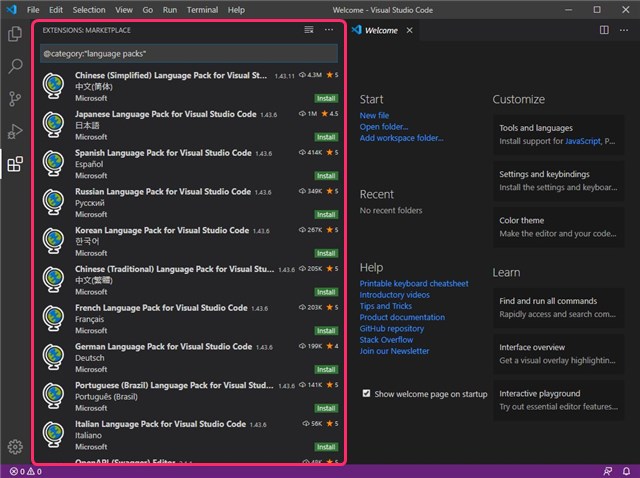 File Edit Selection View Go Run Terminal Help
Welcome - Visual Studio Code
EXTENSIONS: MARKETPLACE
@category:"language packs"
Chinese (Simplified) Language Pack for Visual St... 1.43.11 4.3M 5
中文(简体)
Microsoft
Install
Japanese Language Pack for Visual Studio Code 1.43.6 1M 4.5
日本語
Microsoft
Install
Spanish Language Pack for Visual Studio Code 1.43.6 414K 5
Español
Microsoft
Install
Russian Language Pack for Visual Studio Code 1.43.6 349K 5
Русский
Microsoft
Install
Korean Language Pack for Visual Studio Code 1.43.6 267K 5
한국어
Microsoft
Install
Chinese (Traditional) Language Pack for Visual Stud... 1.43.6 205K 5
中文(繁體)
Microsoft
Install
French Language Pack for Visual Studio Code 1.43.6 203K 5
Français
Microsoft
Install
German Language Pack for Visual Studio Code 1.43.6 199K 4
Deutsch
Microsoft
Install
Portuguese (Brazil) Language Pack for Visual Stud... 1.43.6 141K 5
Português (Brasil)
Microsoft
Install
Italian Language Pack for Visual Studio Code 1.43.6 56K 5
Italiano
Microsoft
Install
OpenAPI (Swagger) Editor
Welcome
Start
New file
Open folder...
Add workspace folder...
Recent
No recent folders
Help
Printable keyboard cheatsheet
Introductory videos
Tips and Tricks
Product documentation
GitHub repository
Stack Overflow
Join our Newsletter
Show welcome page on startup
Customize
Tools and languages
Install support for JavaScript, P...
Settings and keybindings
Install the settings and keyboar...
Color theme
Make the editor and your code...
Learn
Find and run all commands
Rapidly access and search com...
Interface overview
Get a visual overlay highlightin...
Interactive playground
Try out essential editor features...
0 0